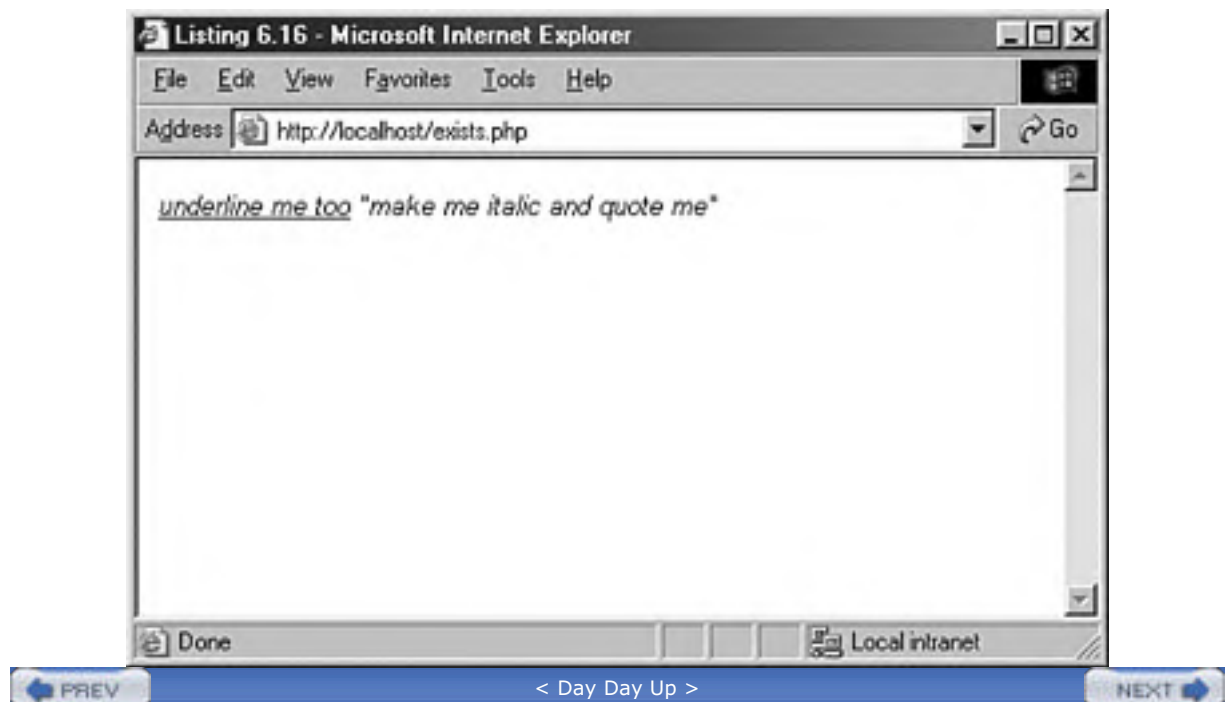 Listing 6.16 - Microsoft Internet Explorer
File Edit View Favorites Tools Help
Address http://localhost/exists.php Go
underline me too "make me italic and quote me"
Done Local intranet
PREV < Day Day Up > NEXT